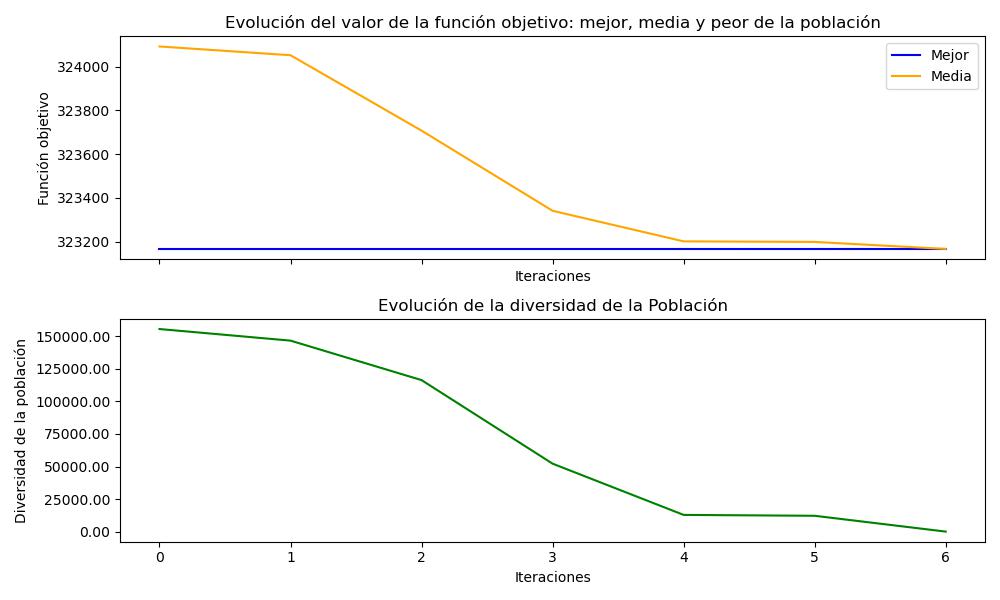 Evolución del valor de la función objetivo: mejor, media y peor de la población
324000
323800
323600
323400
323200
Función objetivo
Mejor
Media
Iteraciones
Evolución de la diversidad de la Población
150000.00
125000.00
100000.00
75000.00
50000.00
25000.00
0.00
Diversidad de la población
0 1 2 3 4 5 6
Iteraciones